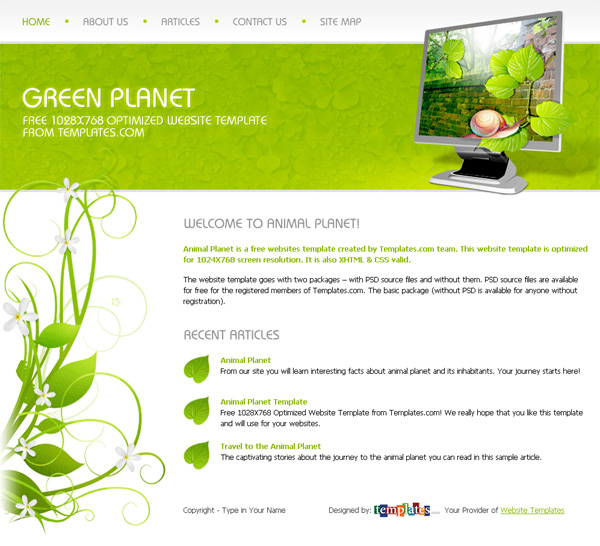 HOME • ABOUT US • ARTICLES • CONTACT US • SITE MAP
GREEN PLANET
FREE 1028X768 OPTIMIZED WEBSITE TEMPLATE
FROM TEMPLATES.COM
WELCOME TO ANIMAL PLANET!
Animal Planet is a free websites template created by Templates.com team. This website template is optimized
for 1024X768 screen resolution. It is also XHTML & CSS valid.
The website template goes with two packages – with PSD source files and without them. PSD source files are available
for free for the registered members of Templates.com. The basic package (without PSD is available for anyone without
registration).
RECENT ARTICLES
Animal Planet
From our site you will learn interesting facts about animal planet and its inhabitants. Your journey starts here!
Animal Planet Template
Free 1028X768 Optimized Website Template from Templates.com! We really hope that you like this template
and will use for your websites.
Travel to the Animal Planet
The captivating stories about the journey to the animal planet you can read in this sample article.
Copyright - Type in Your Name Designed by: templates.com Your Provider of Website Templates